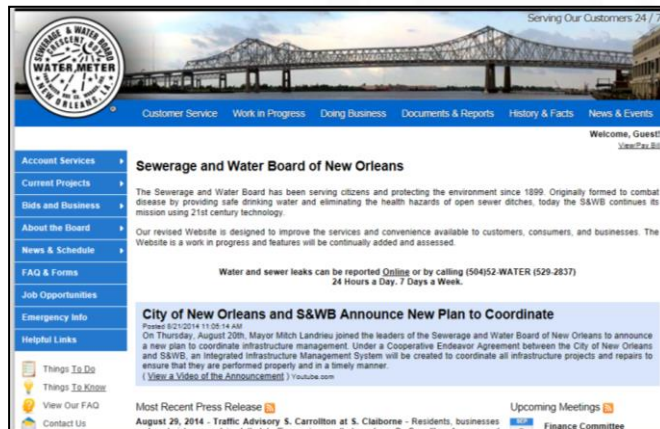 Serving Our Customers 24 / 7
SEWERAGE & WATER BOARD
CRESCENT BOX
WATER METER
NEW ORLEANS, LA.
Customer Service Work in Progress Doing Business Documents & Reports History & Facts News & Events
Welcome, Guest!
View/Pay Bill
Account Services
Current Projects
Bids and Business
About the Board
News & Schedule
FAQ & Forms
Job Opportunities
Emergency Info
Helpful Links
Things To Do
Things To Know
View Our FAQ
Contact Us
Sewerage and Water Board of New Orleans
The Sewerage and Water Board has been serving citizens and protecting the environment since 1899. Originally formed to combat
disease by providing safe drinking water and eliminating the health hazards of open sewer ditches, today the S&WB continues its
mission using 21st century technology.
Our revised Website is designed to improve the services and convenience available to customers, consumers, and businesses. The
Website is a work in progress and features will be continually added and assessed.
Water and sewer leaks can be reported Online or by calling (504)52-WATER (529-2837)
24 Hours a Day. 7 Days a Week.
City of New Orleans and S&WB Announce New Plan to Coordinate
Posted 8/21/2014 11:05:14 AM
On Thursday, August 20th, Mayor Mitch Landrieu joined the leaders of the Sewerage and Water Board of New Orleans to announce
a new plan to coordinate infrastructure management. Under a Cooperative Endeavor Agreement between the City of New Orleans
and S&WB, an Integrated Infrastructure Management System will be created to coordinate all infrastructure projects and repairs to
ensure that they are performed properly and in a timely manner.
( View a Video of the Announcement ) Youtube.com
Most Recent Press Release
August 29, 2014 - Traffic Advisory S. Carrollton at S. Claiborne - Residents, businesses
Upcoming Meetings
SEP
Finance Committee